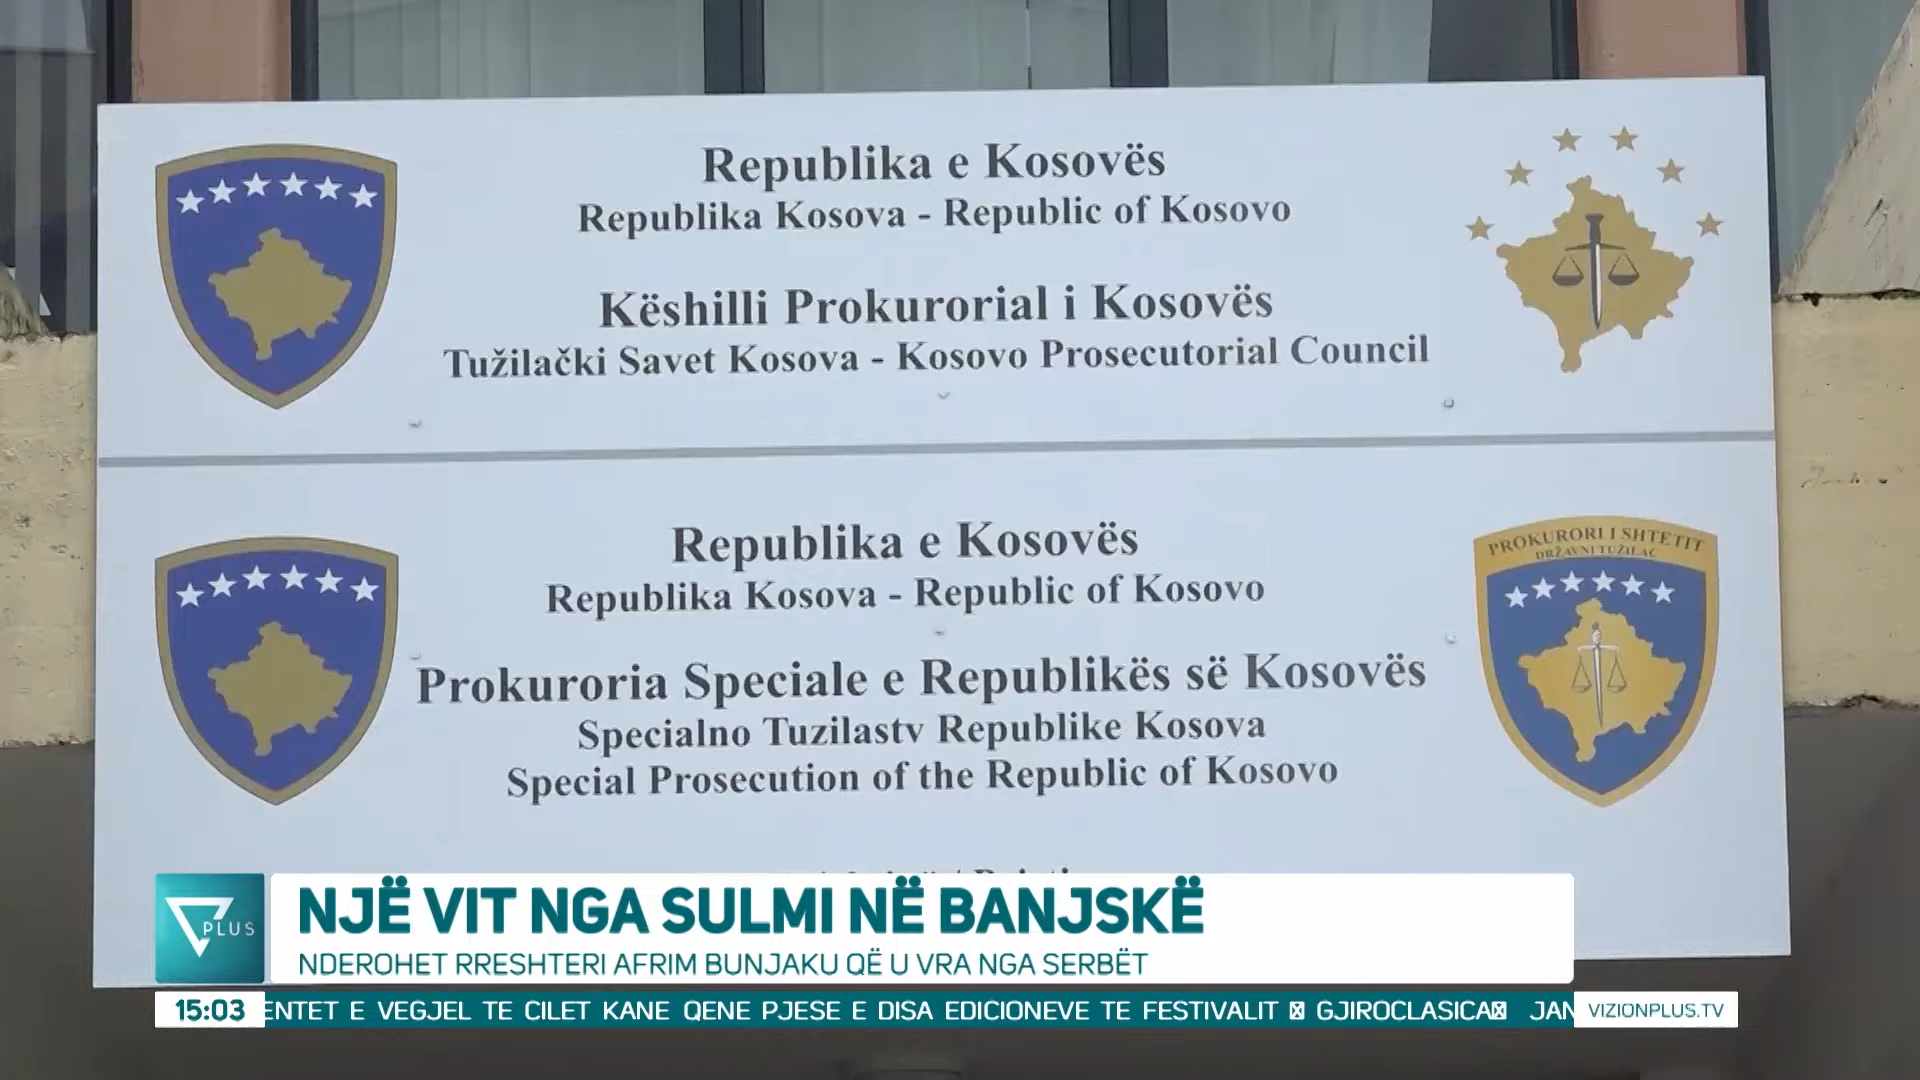 Republika e Kosovës
Republika Kosova - Republic of Kosovo
Këshilli Prokurorial i Kosovës
Tužilački Savet Kosova - Kosovo Prosecutorial Council
Republika e Kosovës
Republika Kosova - Republic of Kosovo
PROKURORI I SHTETIT
DRŽAVNI TUŽILAC
Prokuroria Speciale e Republikës së Kosovës
Specialno Tuzilastv Republike Kosova
Special Prosecution of the Republic of Kosovo
PLUS
NJË VIT NGA SULMI NË BANJSKË
NDEROHET RRESHTERI AFRIM BUNJAKU QË U VRA NGA SERBËT
15:03
ENTET E VEGJEL TE CILET KANE QENE PJESE E DISA EDICIONEVE TE FESTIVALIT GJIROCLASICA JAN
VIZIONPLUS.TV